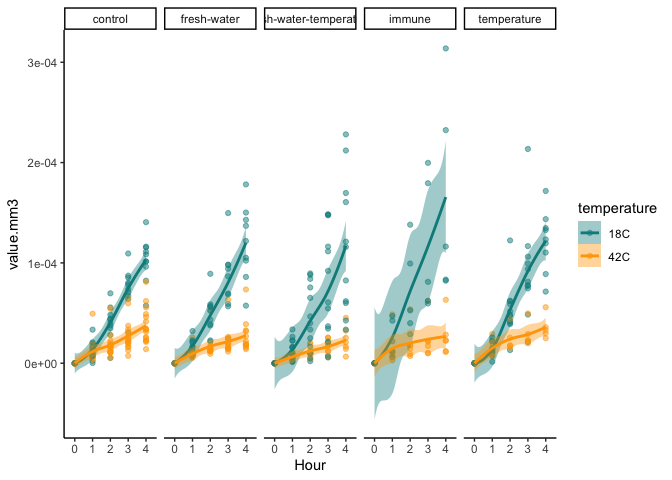 control
fresh-water
h-water-temperat
immune
temperature
3e-04
2e-04
1e-04
0e+00
value.mm3
0 1 2 3 4
0 1 2 3 4
0 1 2 3 4
0 1 2 3 4
0 1 2 3 4
Hour
temperature
18C
42C